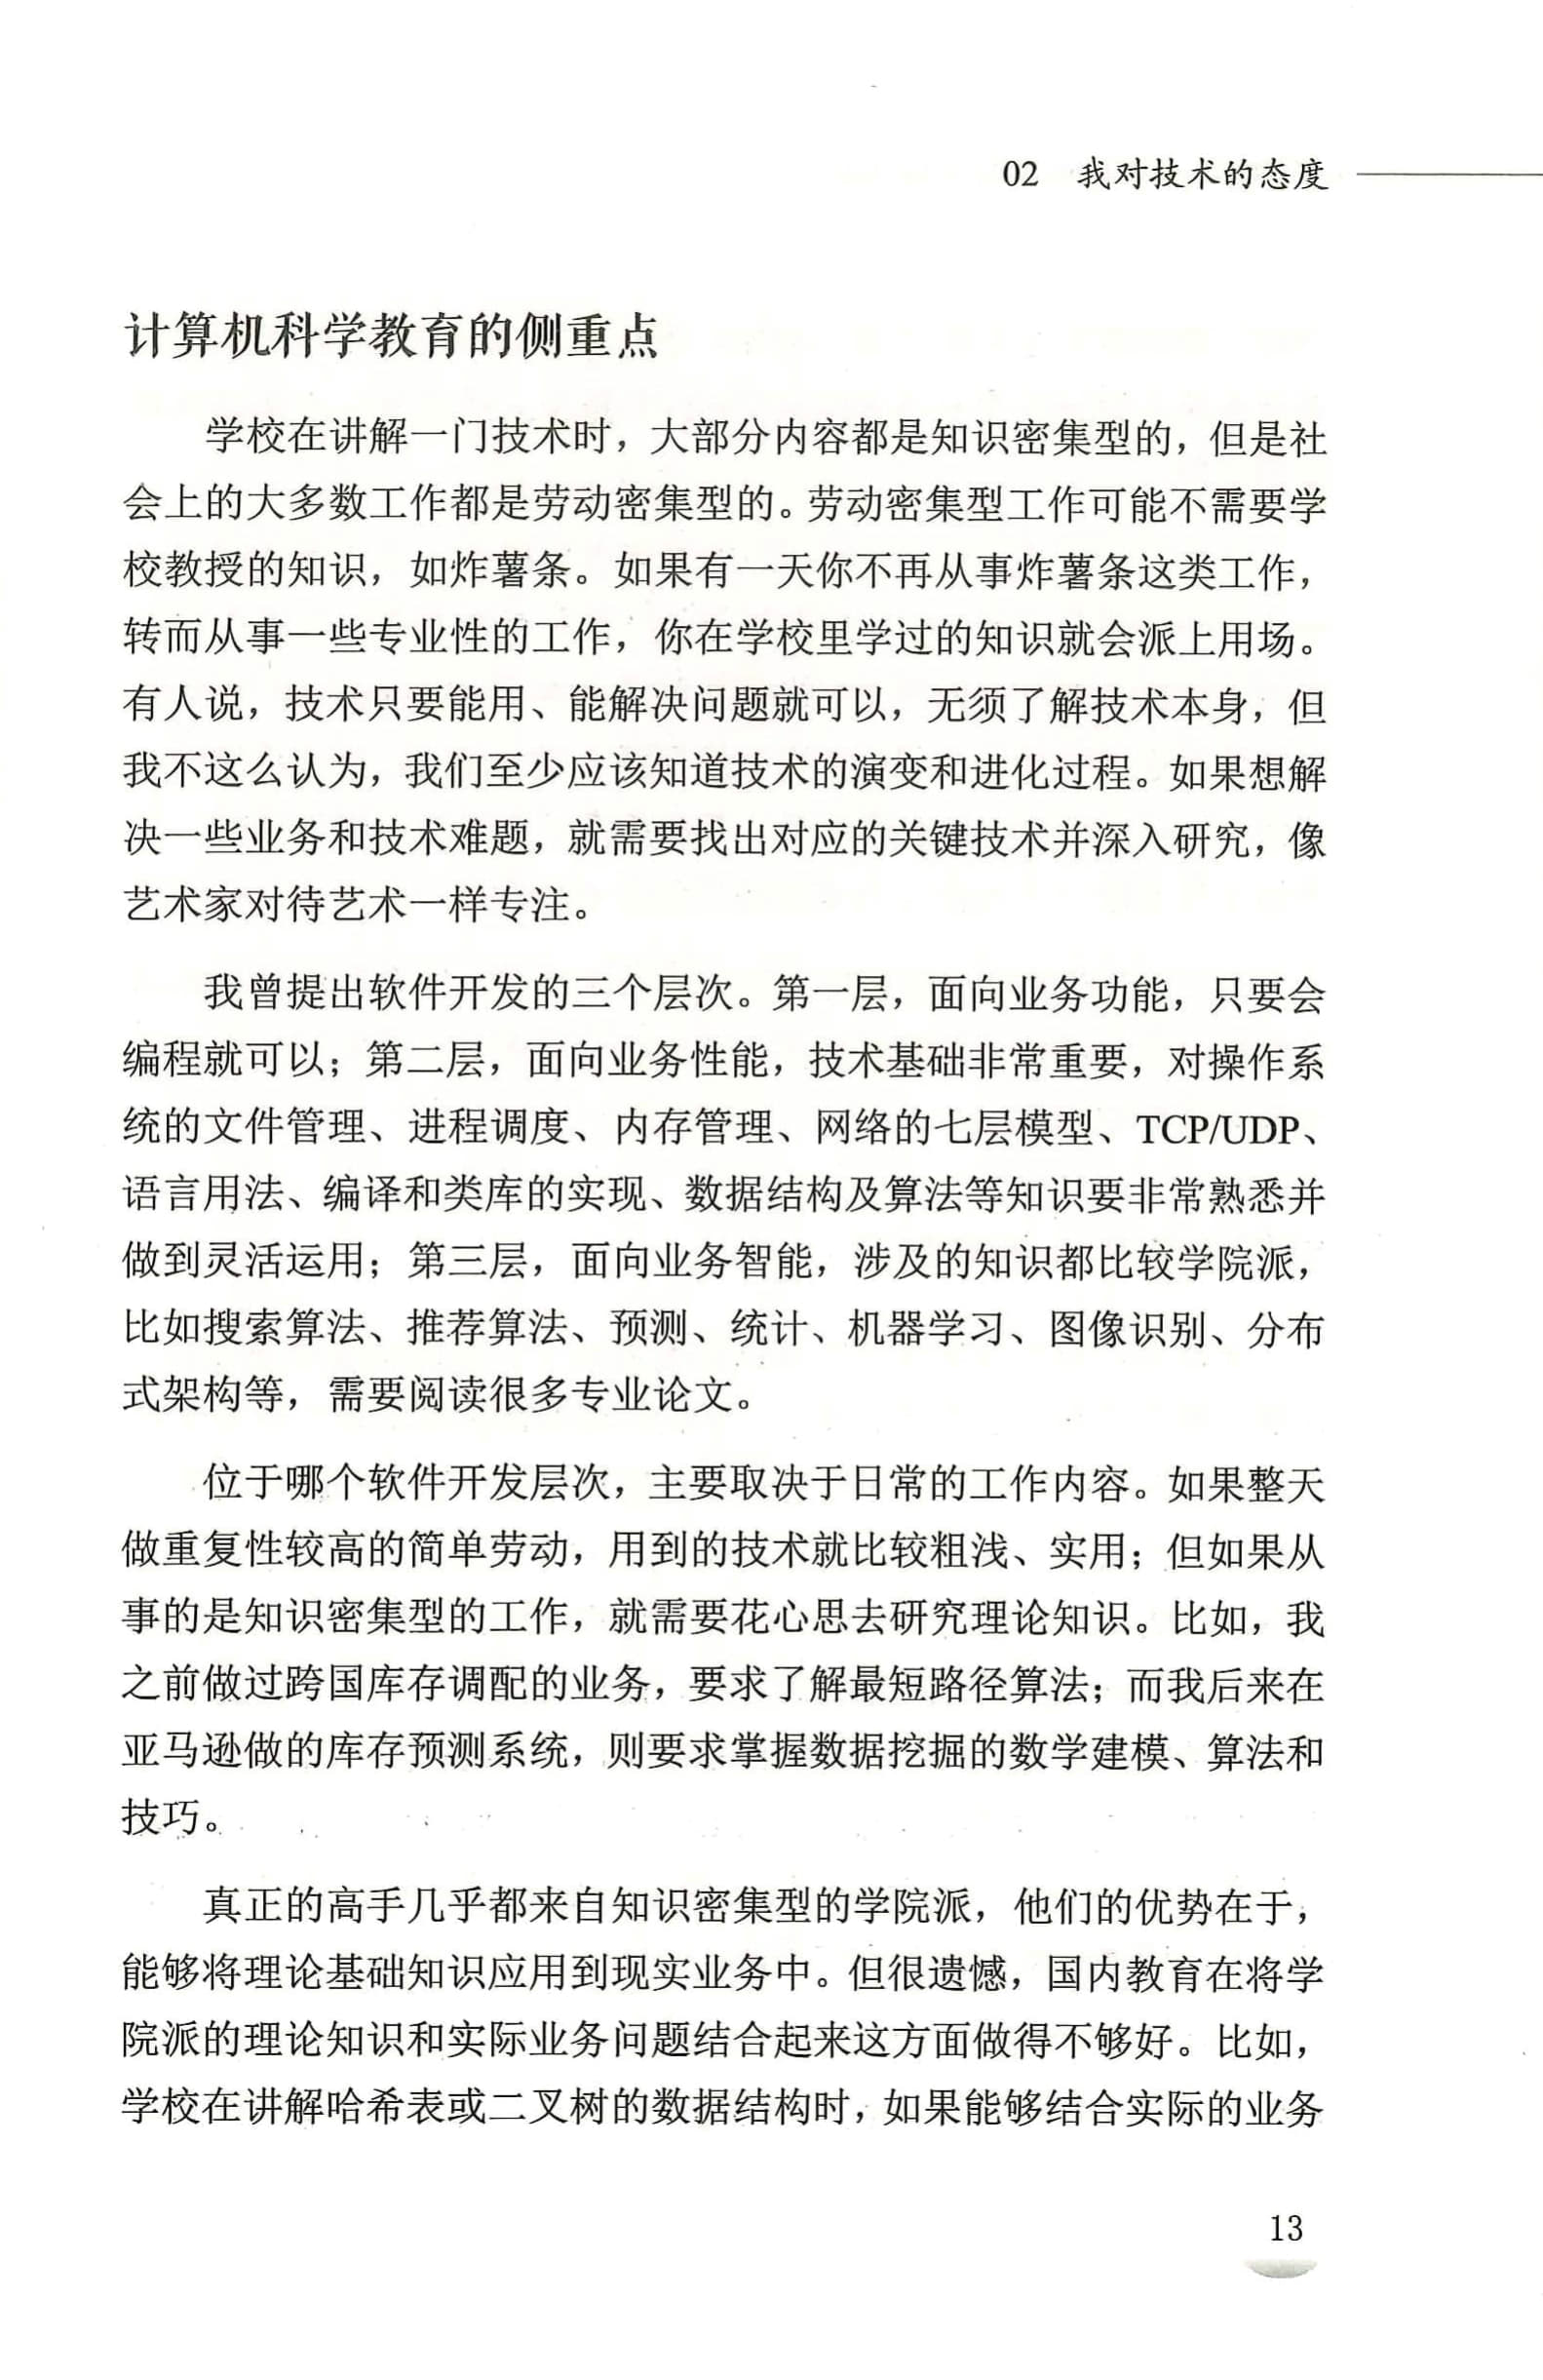 02 我对技术的态度
计算机科学教育的侧重点
学校在讲解一门技术时，大部分内容都是知识密集型的，但是社
会上的大多数工作都是劳动密集型的。劳动密集型工作可能不需要学
校教授的知识，如炸薯条。如果有一天你不再从事炸薯条这类工作，
转而从事一些专业性的工作，你在学校里学过的知识就会派上用场。
有人说，技术只要能用、能解决问题就可以，无须了解技术本身，但
我不这么认为，我们至少应该知道技术的演变和进化过程。如果想解
决一些业务和技术难题，就需要找出对应的关键技术并深入研究，像
艺术家对待艺术一样专注。
我曾提出软件开发的三个层次。第一层，面向业务功能，只要会
编程就可以；第二层，面向业务性能，技术基础非常重要，对操作系
统的文件管理、进程调度、内存管理、网络的七层模型、TCP/UDP、
语言用法、编译和类库的实现、数据结构及算法等知识要非常熟悉并
做到灵活运用；第三层，面向业务智能，涉及的知识都比较学院派，
比如搜索算法、推荐算法、预测、统计、机器学习、图像识别、分布
式架构等，需要阅读很多专业论文。
位于哪个软件开发层次，主要取决于日常的工作内容。如果整天
做重复性较高的简单劳动，用到的技术就比较粗浅、实用；但如果从
事的是知识密集型的工作，就需要花心思去研究理论知识。比如，我
之前做过跨国库存调配的业务，要求了解最短路径算法；而我后来在
亚马逊做的库存预测系统，则要求掌握数据挖掘的数学建模、算法和
技巧。
真正的高手几乎都来自知识密集型的学院派，他们的优势在于，
能够将理论基础知识应用到现实业务中。但很遗憾，国内教育在将学
院派的理论知识和实际业务问题结合起来这方面做得不够好。比如，
学校在讲解哈希表或二叉树的数据结构时，如果能够结合实际的业务
13